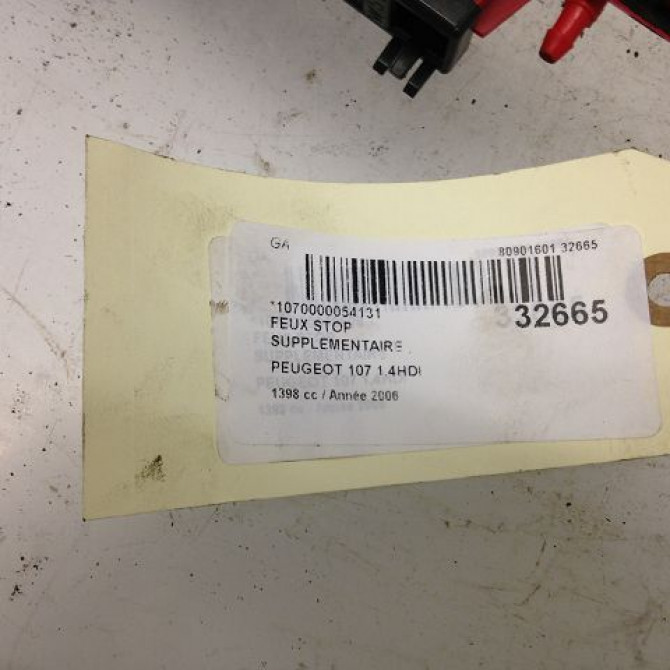 GA
80901601 32665
*1070000054131
32665
FEUX STOP
SUPPLEMENTAIRE
PEUGEOT 107 1.4HDI
1398 cc / Année 2006